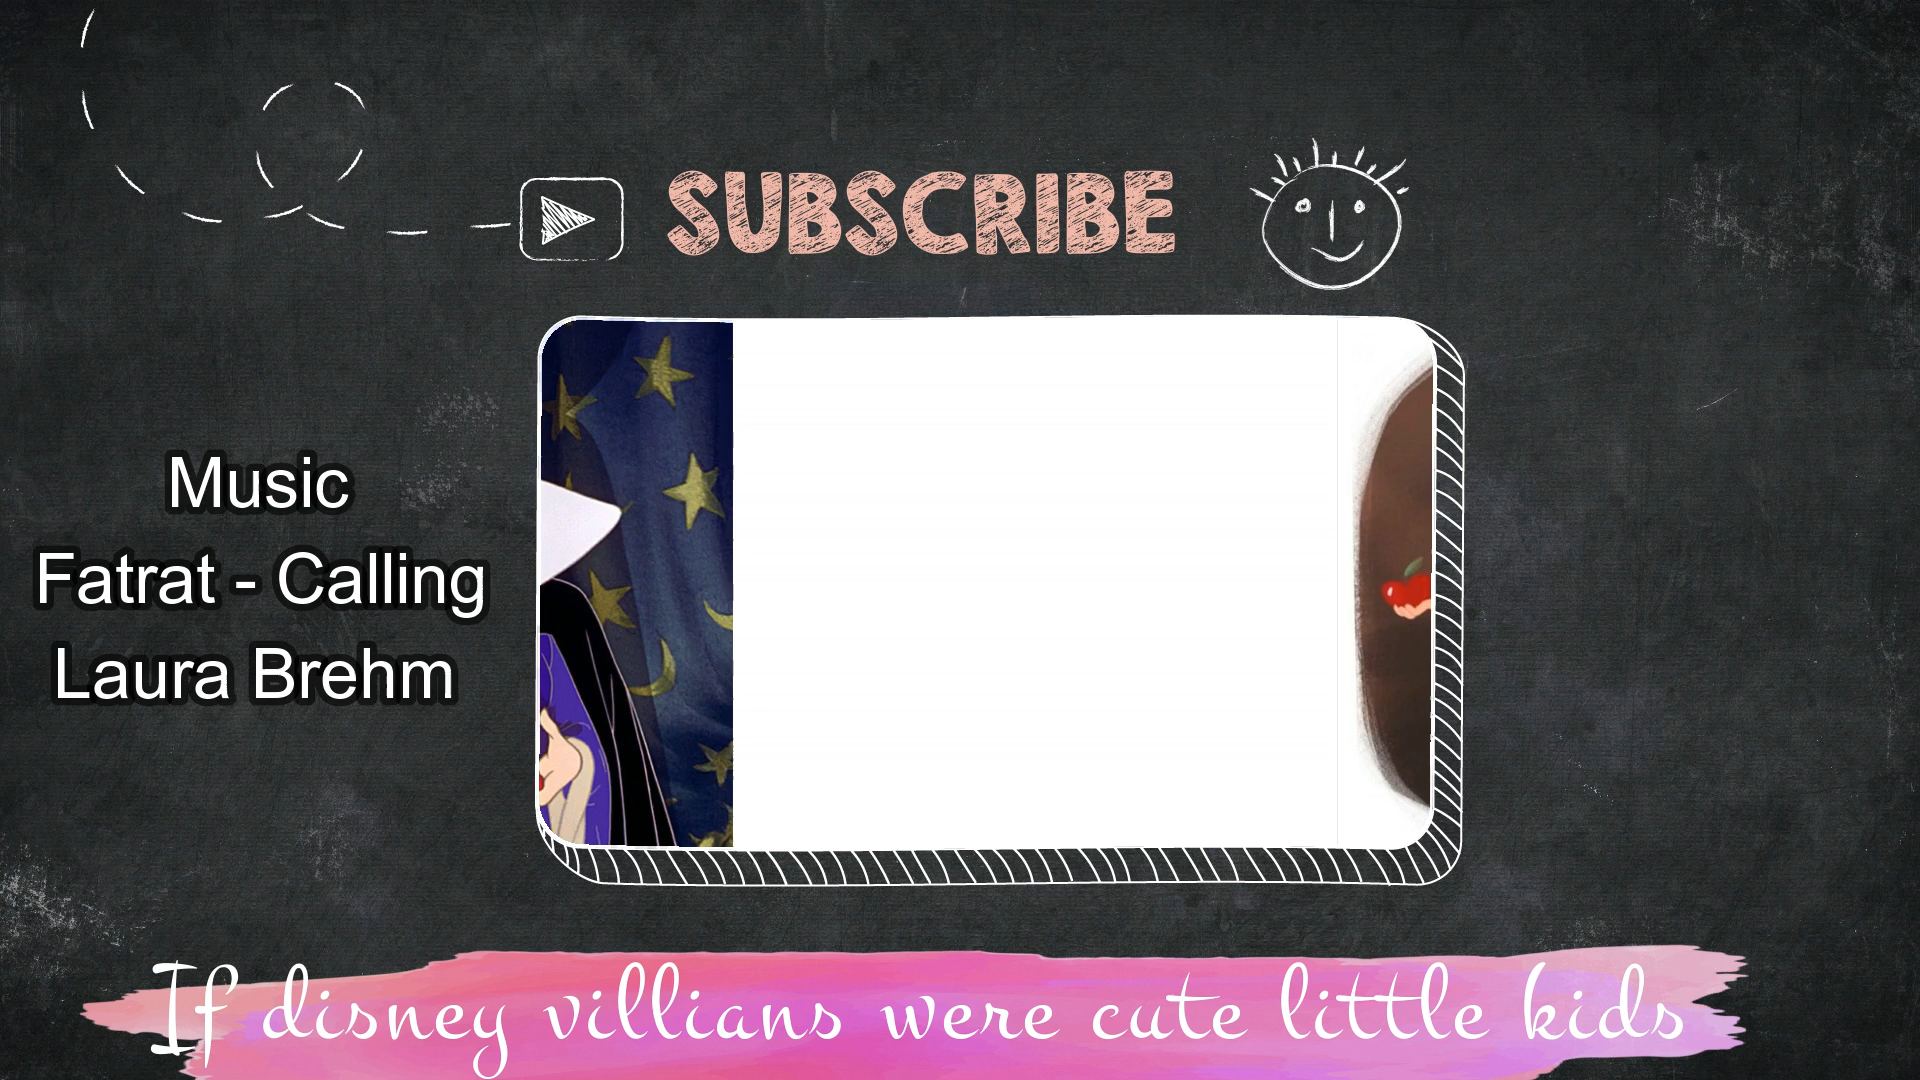 SUBSCRIBE
Music
Fatrat - Calling
Laura Brehm
If disney villians were cute little kids